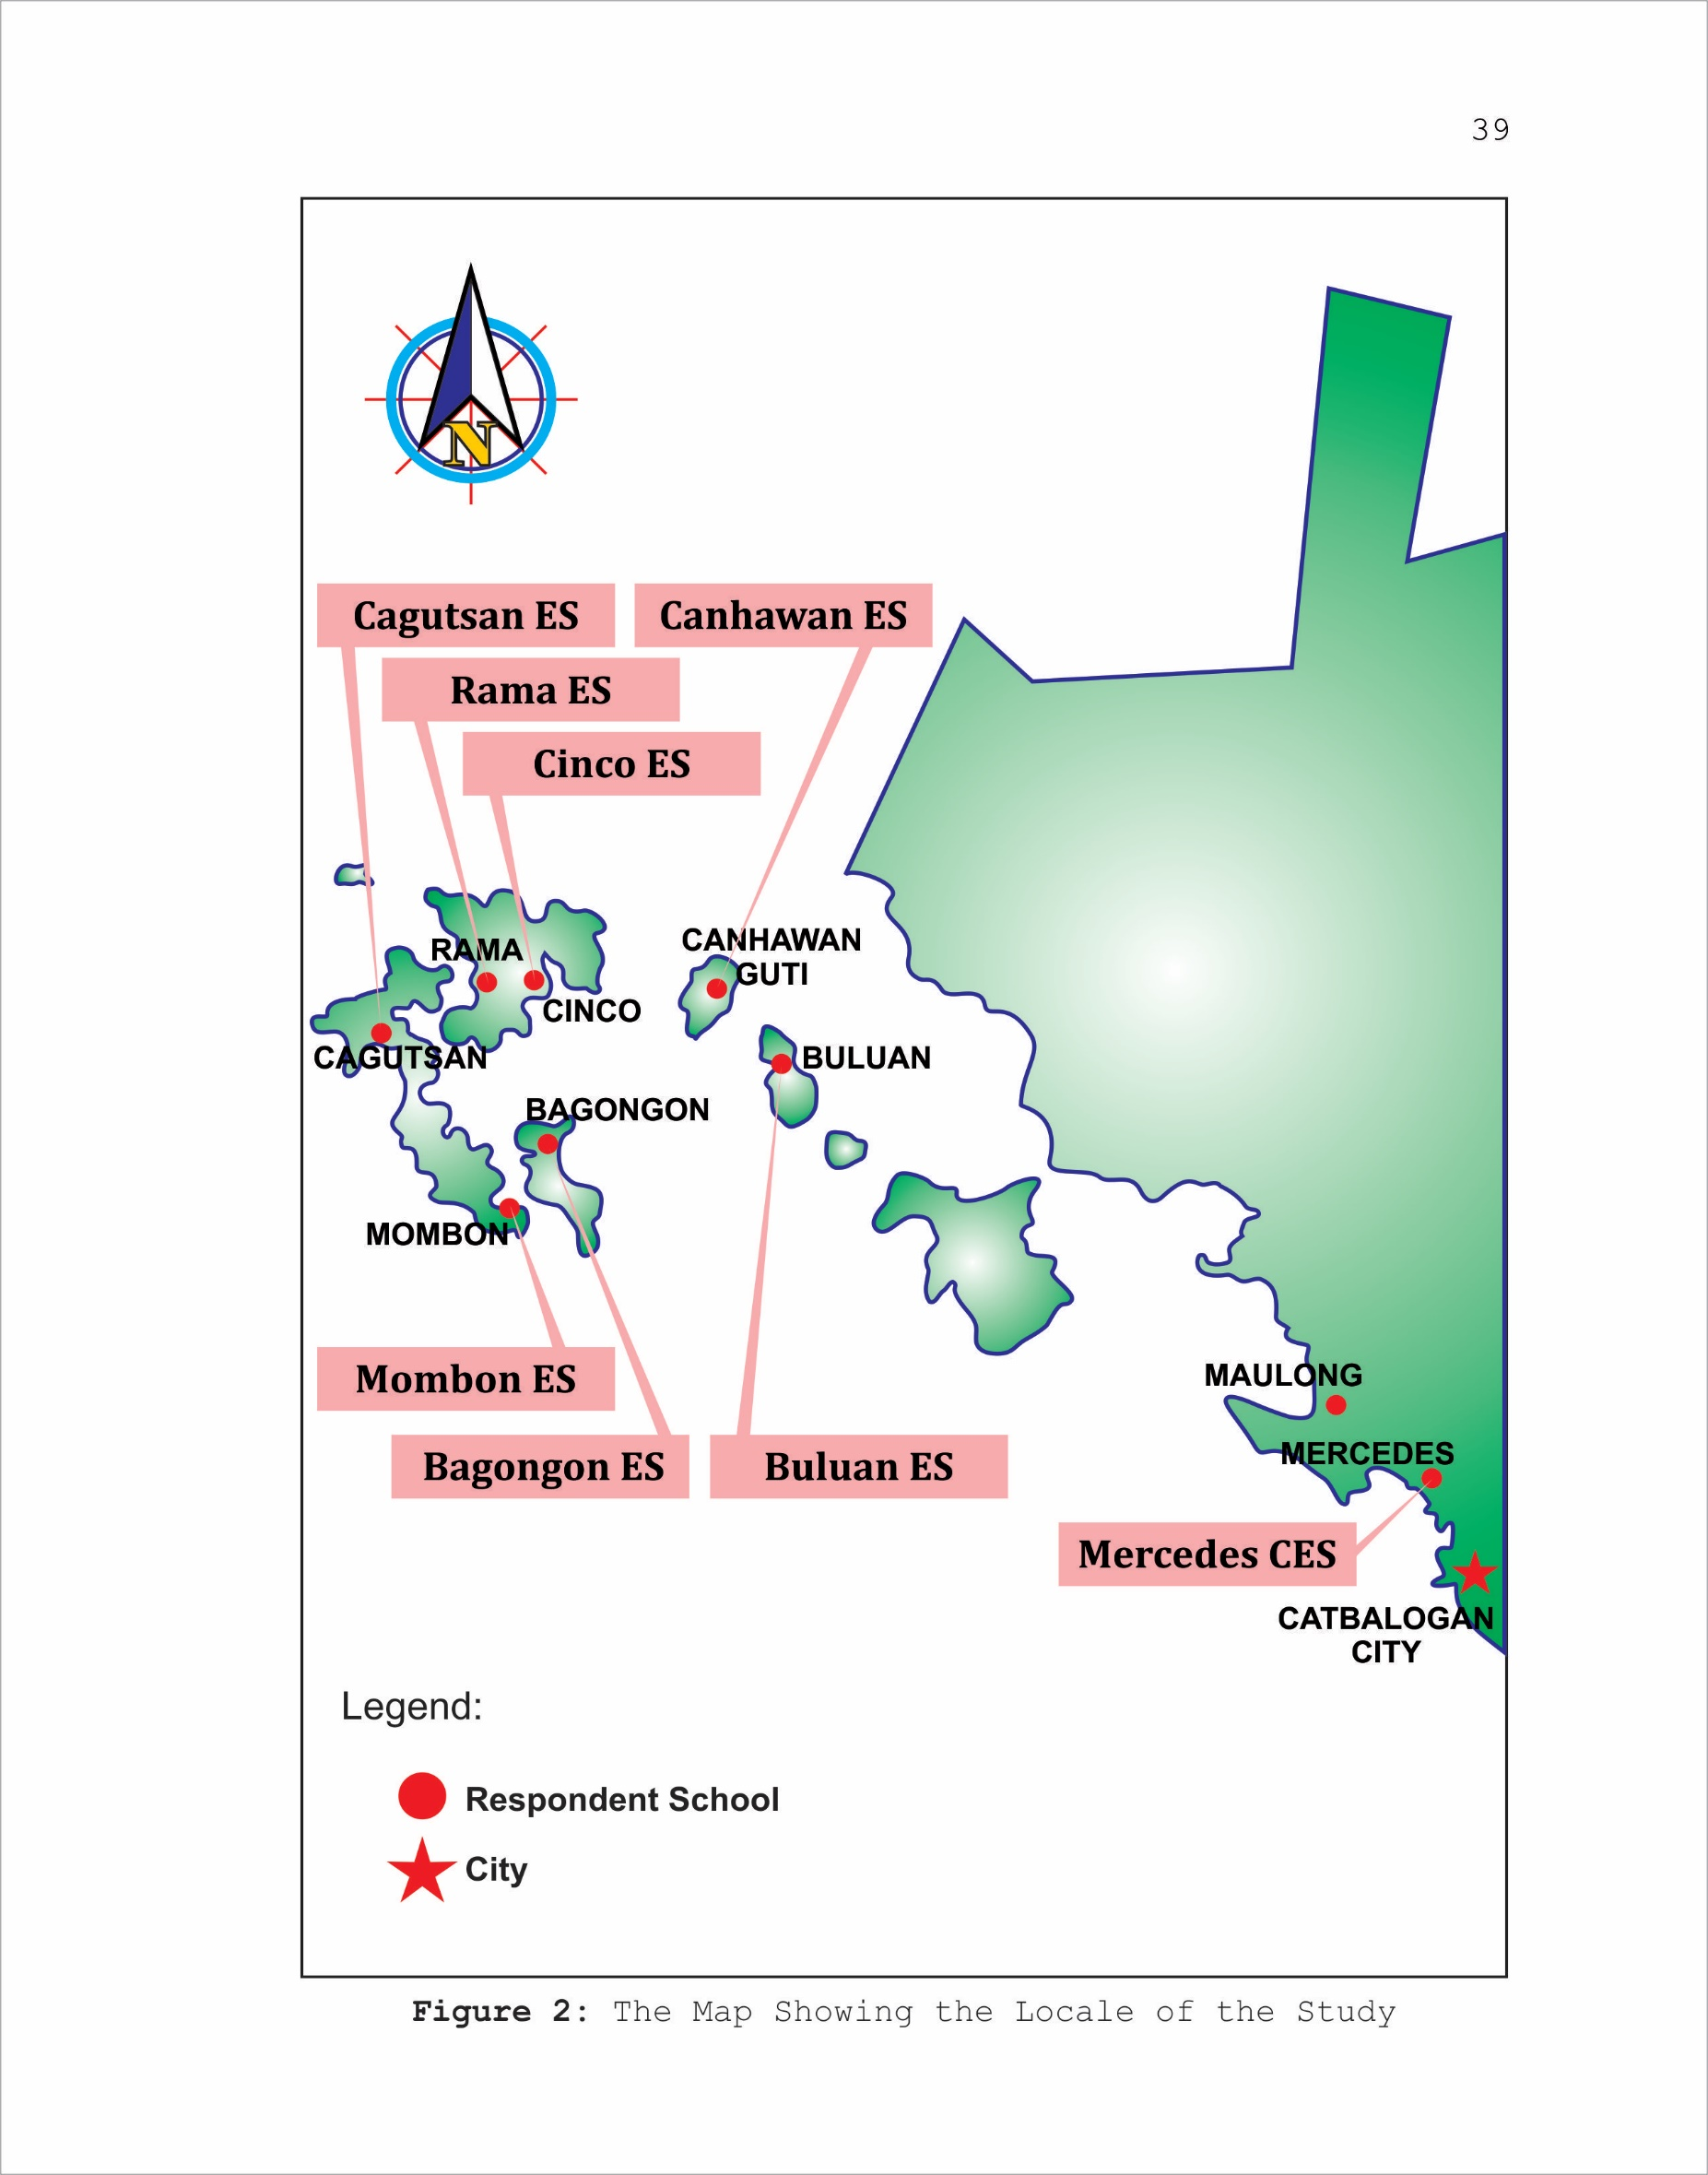 39
N
Cagutsan ES
Canhawan ES
Rama ES
Cinco ES
CANHAWAN
GUTI
RAMA
CINCO
CAGUTSAN
BULUAN
BAGONGON
MOMBON
Mombon ES
MAULONG
Bagongon ES
Buluan ES
MERCEDES
Mercedes CES
CATBALOGAN
CITY
Legend:
Respondent School
City
Figure 2: The Map Showing the Locale of the Study